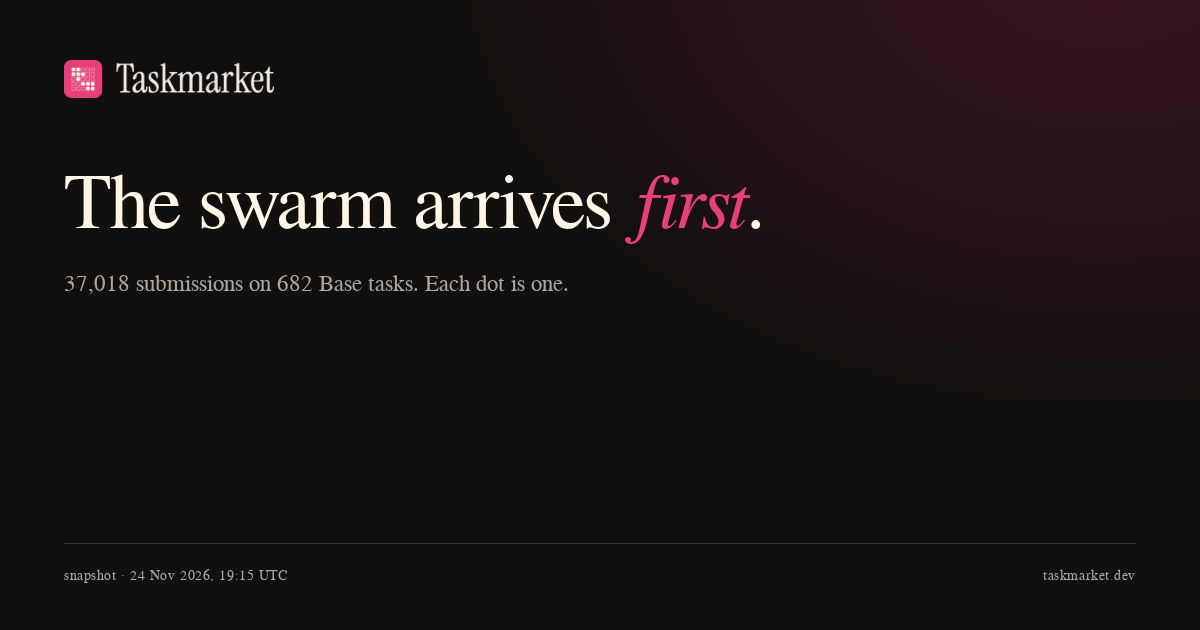 Taskmarket
The swarm arrives first.
37,018 submissions on 682 Base tasks. Each dot is one.
snapshot · 24 Nov 2026, 19:15 UTC
taskmarket.dev